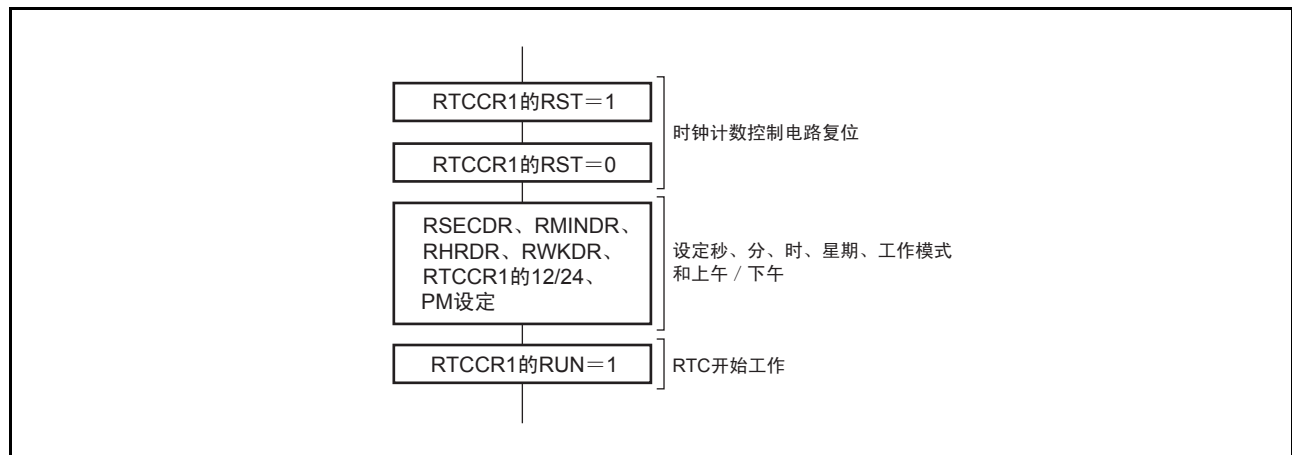 RTCCR1的RST＝1
RTCCR1的RST＝0
时钟计数控制电路复位
RSECDR、RMINDR、
RHRDR、RWKDR、
RTCCR1的12/24、
PM设定
设定秒、分、时、星期、工作模式
和上午 / 下午
RTCCR1的RUN＝1
RTC开始工作